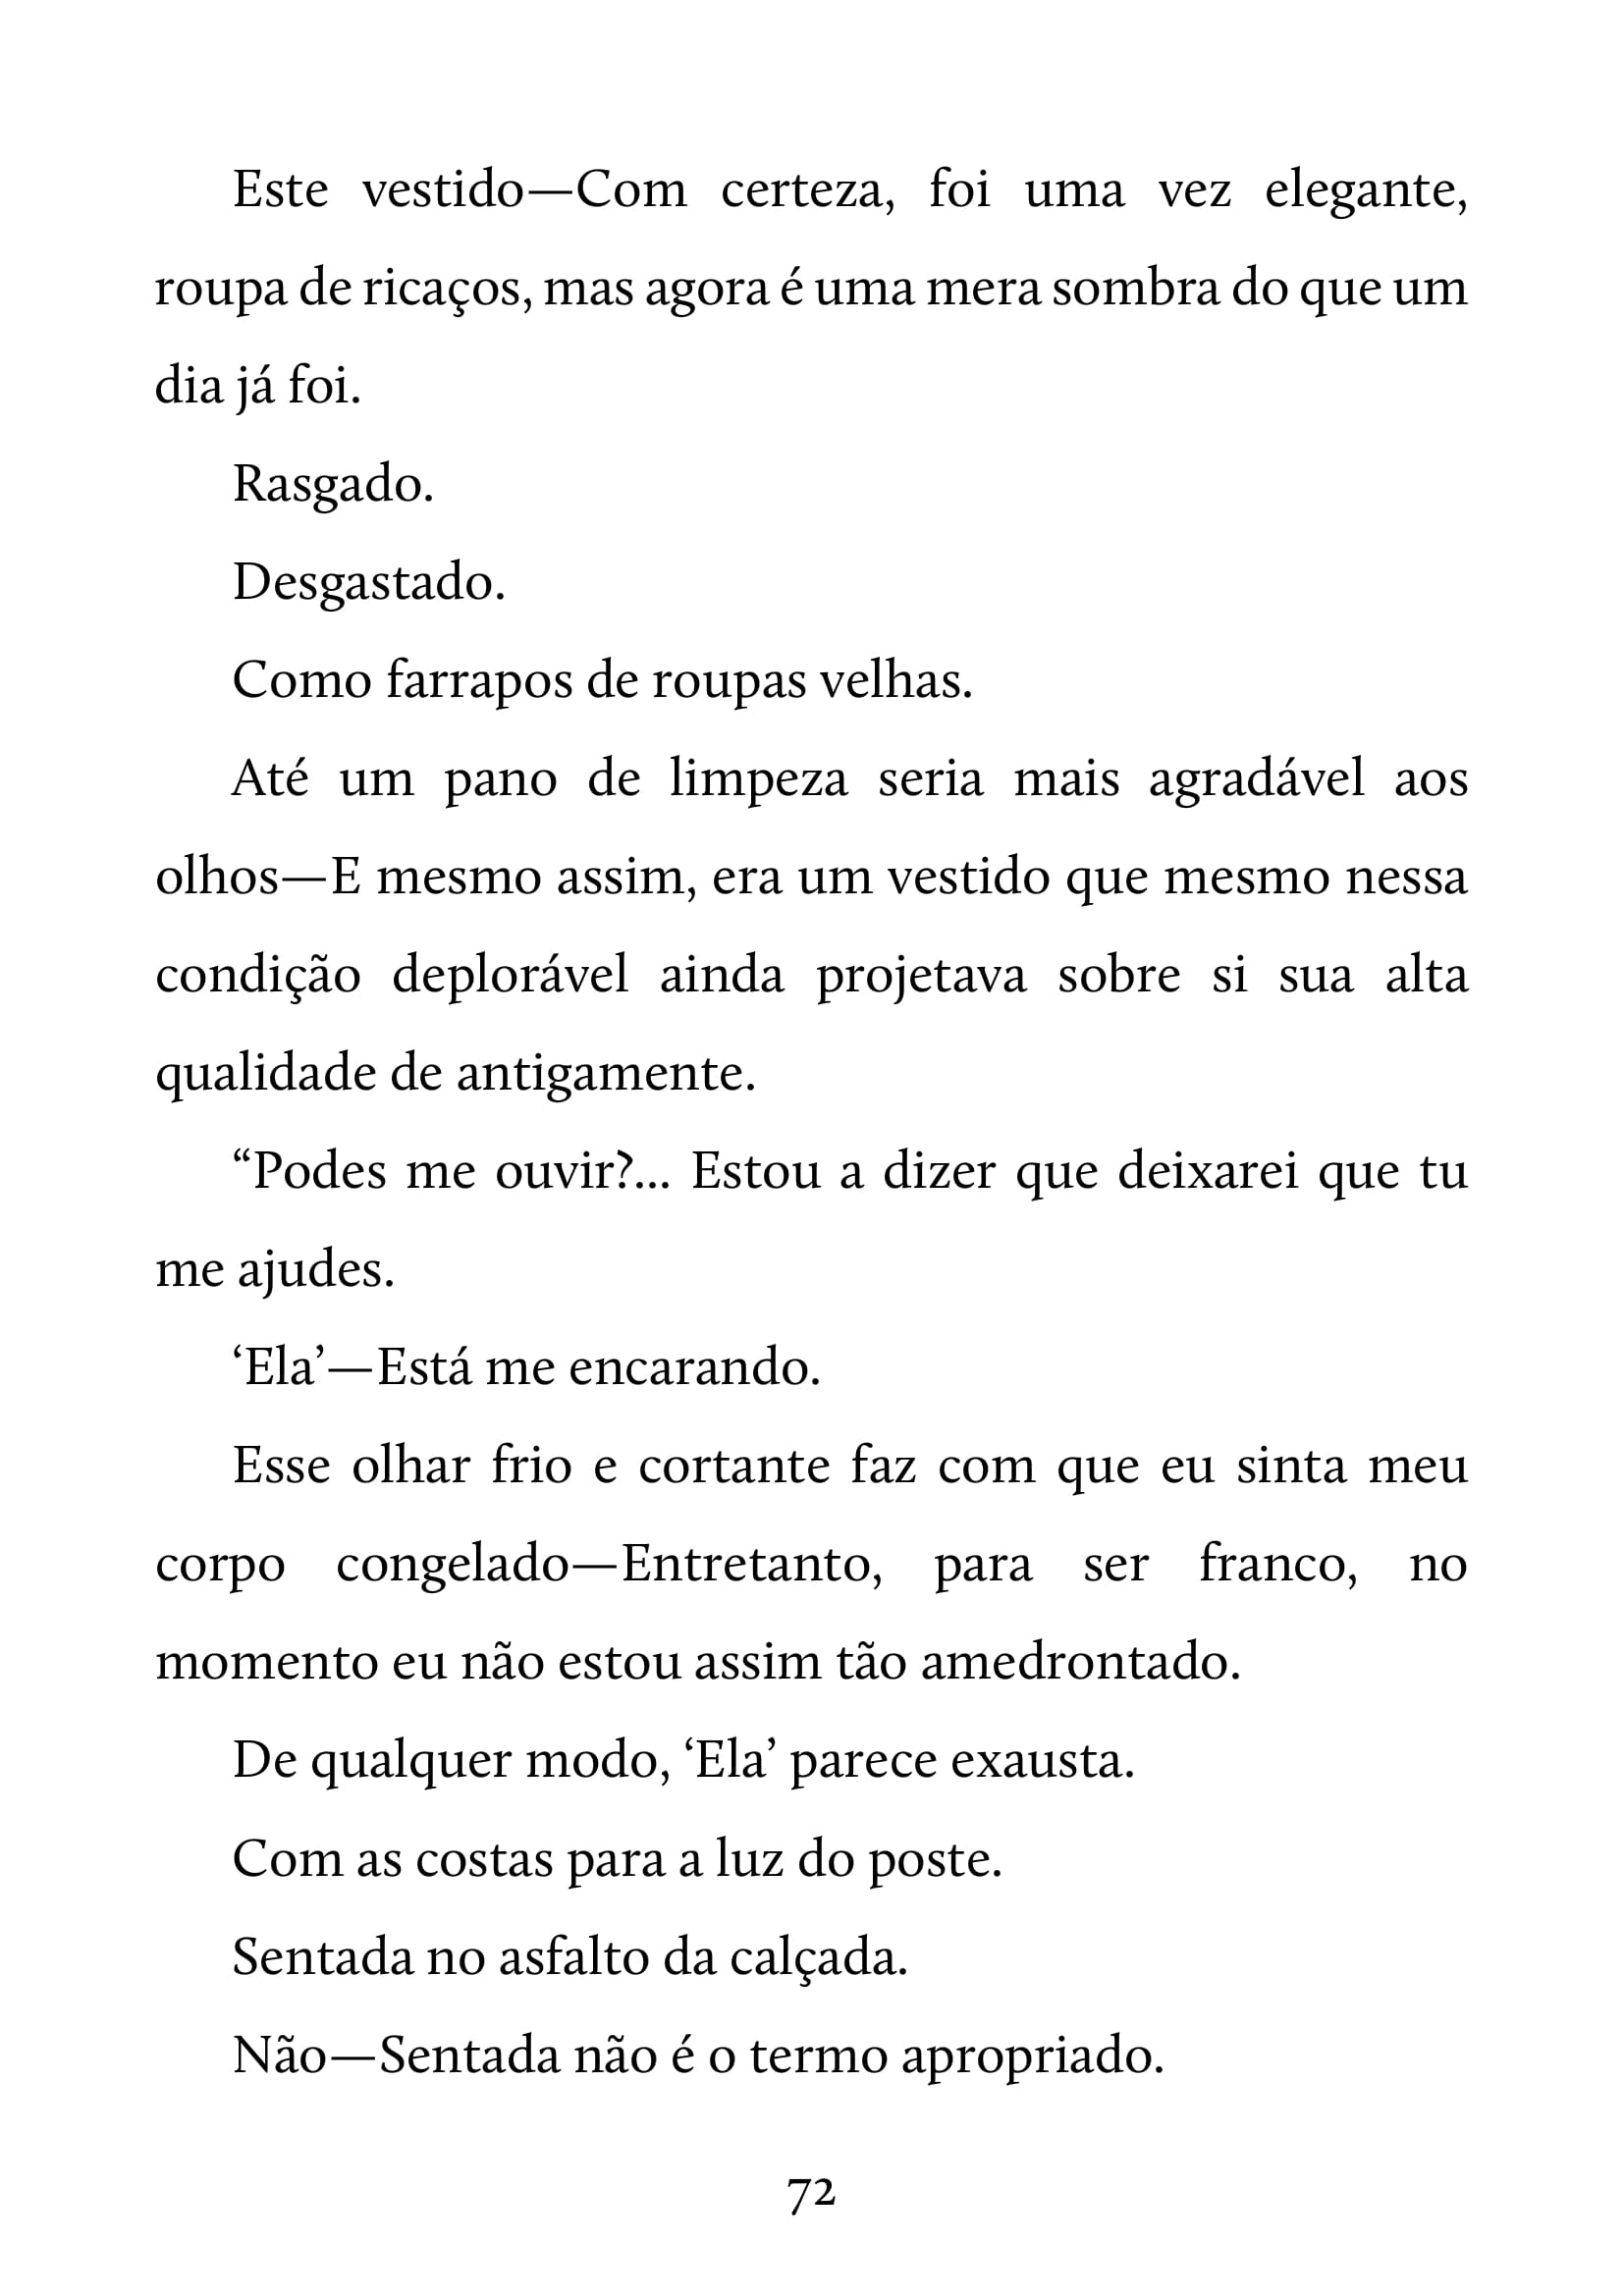 Este vestido—Com certeza, foi uma vez elegante,
roupa de ricaços, mas agora é uma mera sombra do que um
dia já foi.
Rasgado.
Desgastado.
Como farrapos de roupas velhas.
Até um pano de limpeza seria mais agradável aos
olhos—E mesmo assim, era um vestido que mesmo nessa
condição deplorável ainda projetava sobre si sua alta
qualidade de antigamente.
“Podes me ouvir?... Estou a dizer que deixarei que tu
me ajudes.
‘Ela’—Está me encarando.
Esse olhar frio e cortante faz com que eu sinta meu
corpo congelado—Entretanto, para ser franco, no
momento eu não estou assim tão amedrontado.
De qualquer modo, ‘Ela’ parece exausta.
Com as costas para a luz do poste.
Sentada no asfalto da calçada.
Não—Sentada não é o termo apropriado.
72